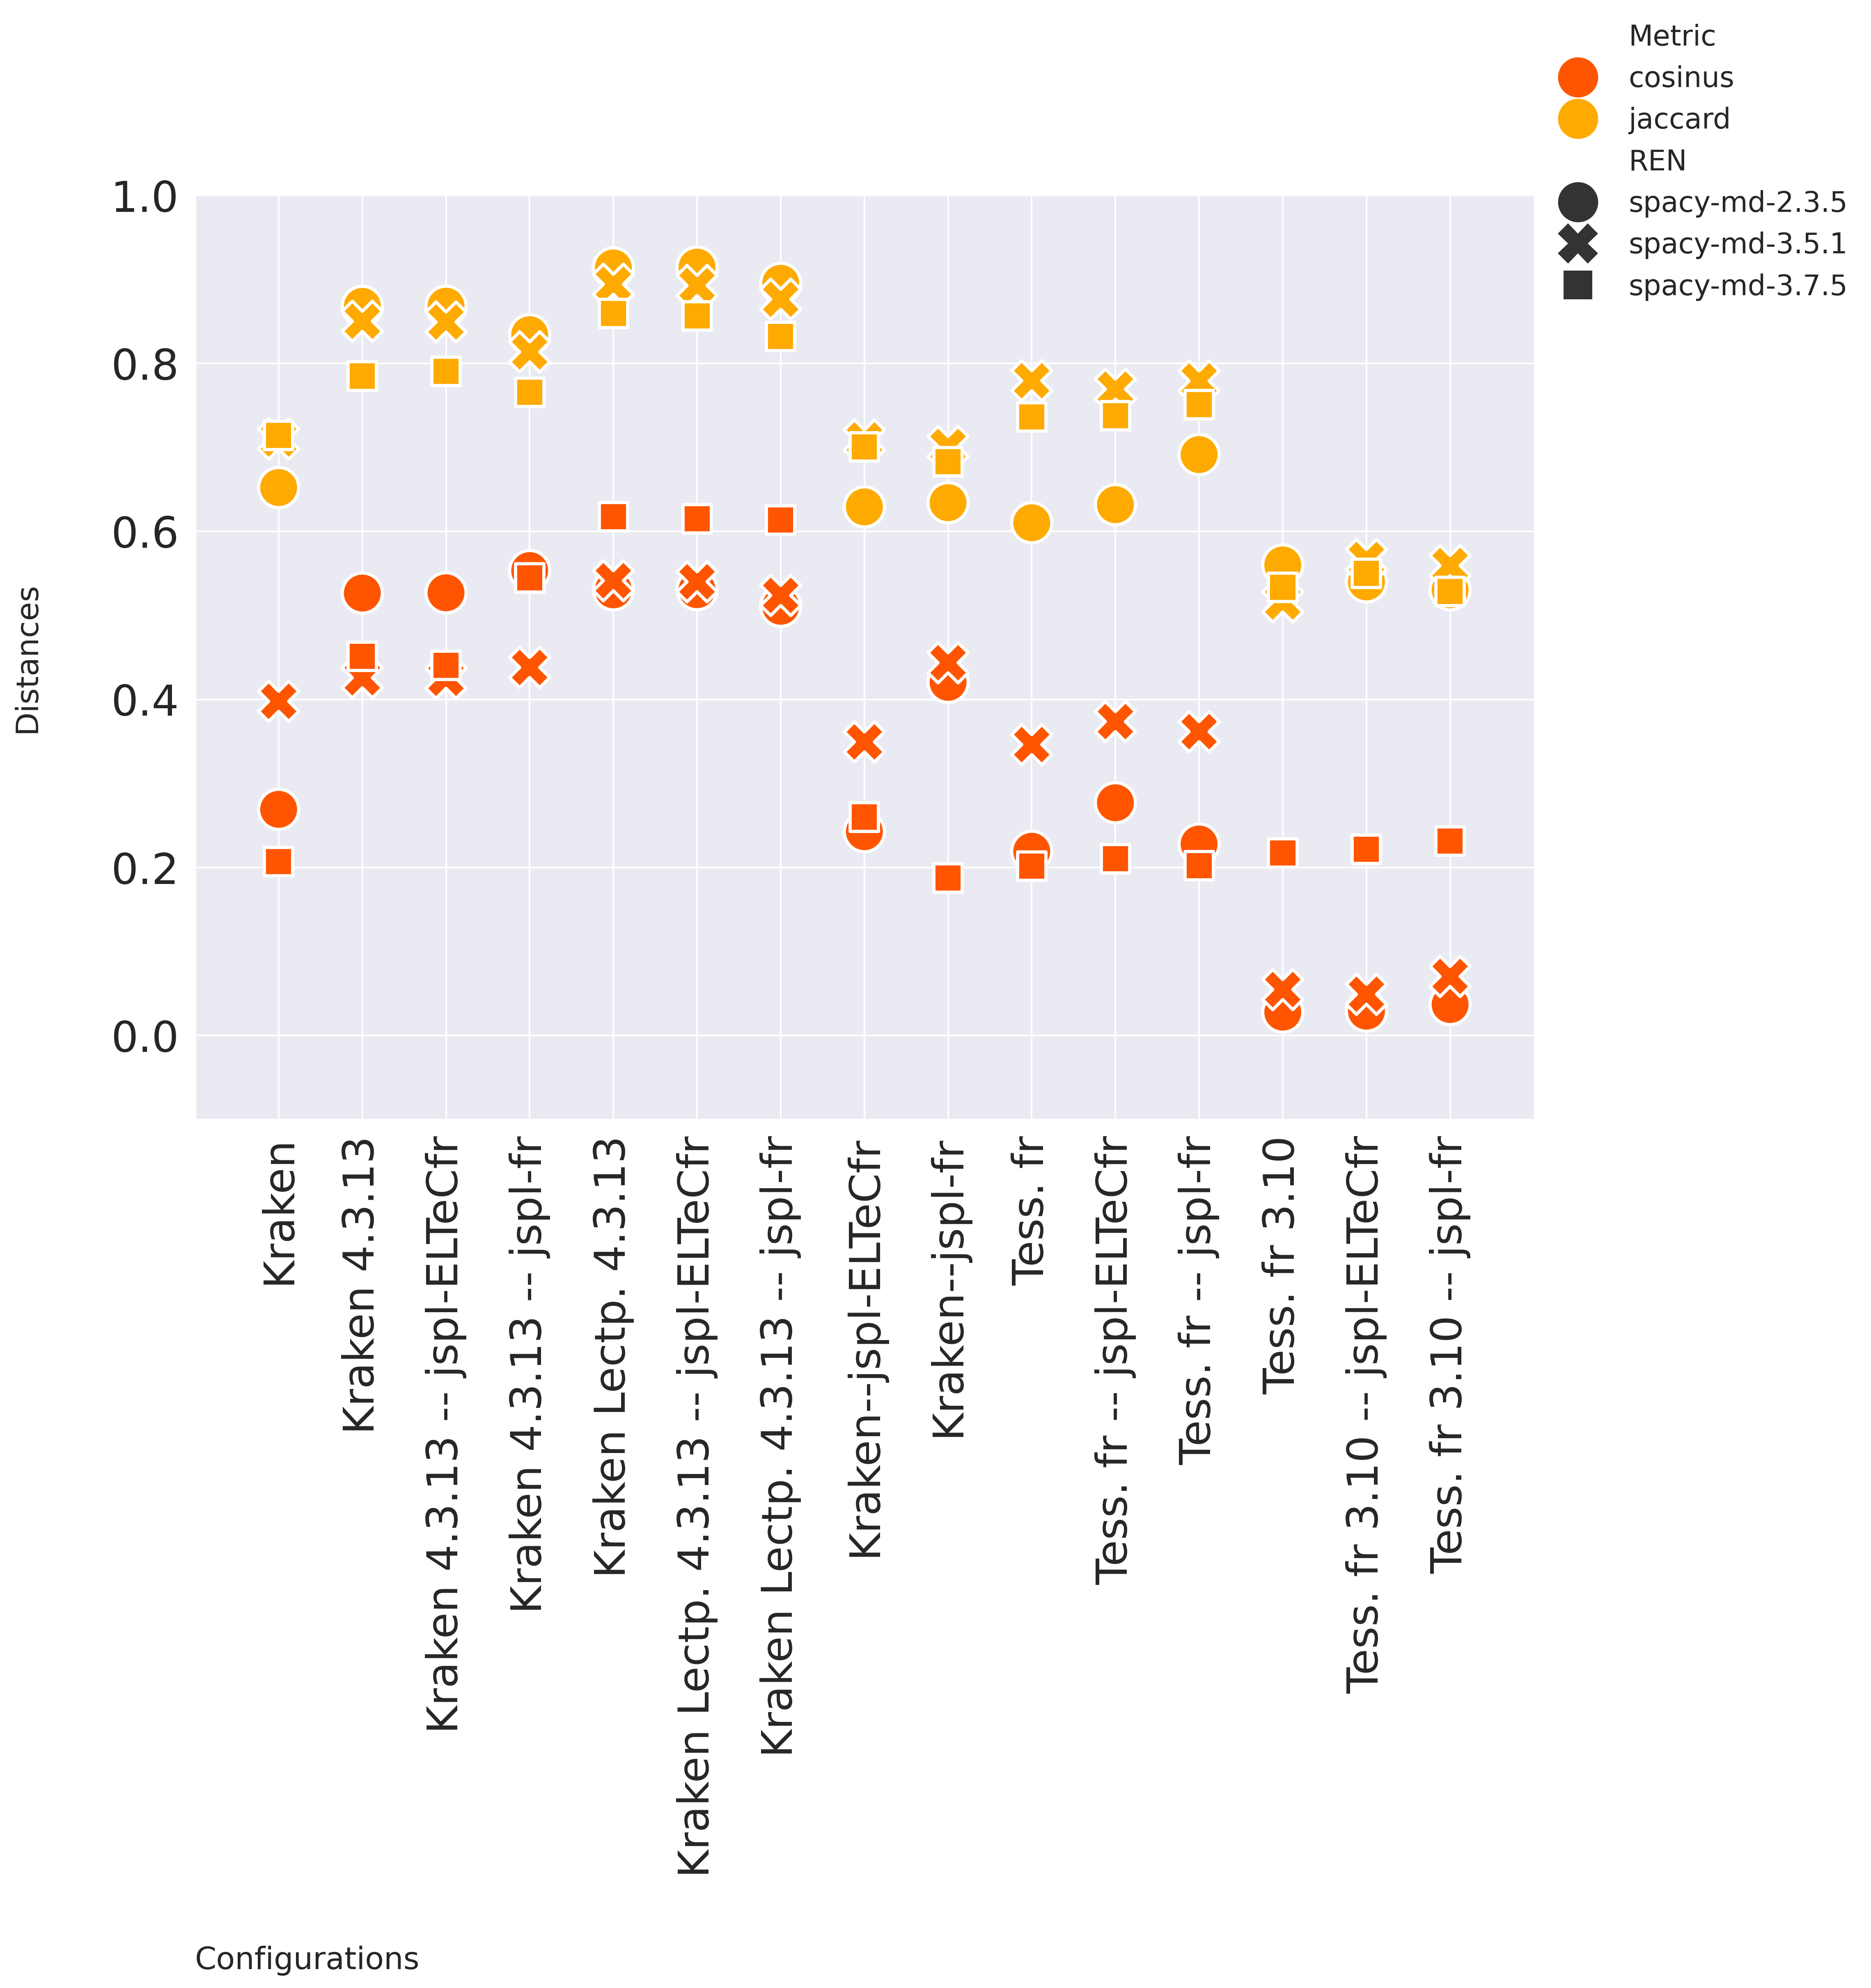 Metric
cosinus
jaccard
REN
spacy-md-2.3.5
spacy-md-3.5.1
spacy-md-3.7.5
1.0
0.8
0.6
0.4
0.2
0.0
Distances
Kraken
Kraken 4.3.13
Kraken 4.3.13 -- jspl-ELTeCfr
Kraken 4.3.13 -- jspl-fr
Kraken Lectp. 4.3.13
Kraken Lectp. 4.3.13 -- jspl-ELTeCfr
Kraken Lectp. 4.3.13 -- jspl-fr
Kraken--jspl-ELTeCfr
Kraken--jspl-fr
Tess. fr
Tess. fr -- jspl-ELTeCfr
Tess. fr -- jspl-fr
Tess. fr 3.10
Tess. fr 3.10 -- jspl-ELTeCfr
Tess. fr 3.10 -- jspl-fr
Configurations